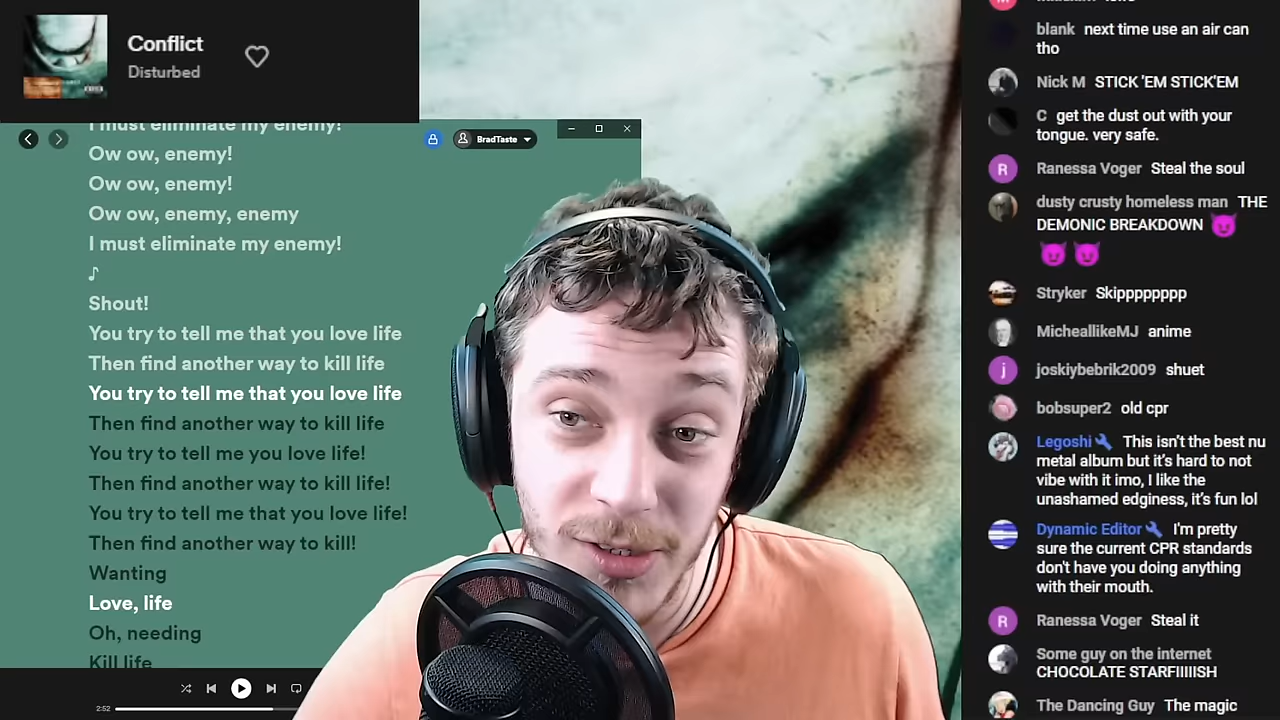 Conflict
Disturbed
I must eliminate my enemy!
BradTaste
Ow ow, enemy!
Ow ow, enemy!
Ow ow, enemy, enemy
I must eliminate my enemy!
♪
Shout!
You try to tell me that you love life
Then find another way to kill life
You try to tell me that you love life
Then find another way to kill life
You try to tell me you love life!
Then find another way to kill life!
You try to tell me that you love life!
Then find another way to kill!
Wanting
Love, life
Oh, needing
Kill life
2:52
blank next time use an air can
tho
Nick M STICK 'EM STICK'EM
C get the dust out with your
tongue. very safe.
R
Ranessa Voger Steal the soul
dusty crusty homeless man THE
DEMONIC BREAKDOWN 😈
😈 😈
Stryker Skipppppppp
MicheallikeMJ anime
j
joskiybebrik2009 shuet
bobsuper2 old cpr
Legoshi 🔧 This isn't the best nu
metal album but it's hard to not
vibe with it imo, I like the
unashamed edginess, it's fun lol
Dynamic Editor 🔧 I'm pretty
sure the current CPR standards
don't have you doing anything
with their mouth.
R
Ranessa Voger Steal it
Some guy on the internet
CHOCOLATE STARFIIIIISH
The Dancing Guy The magic